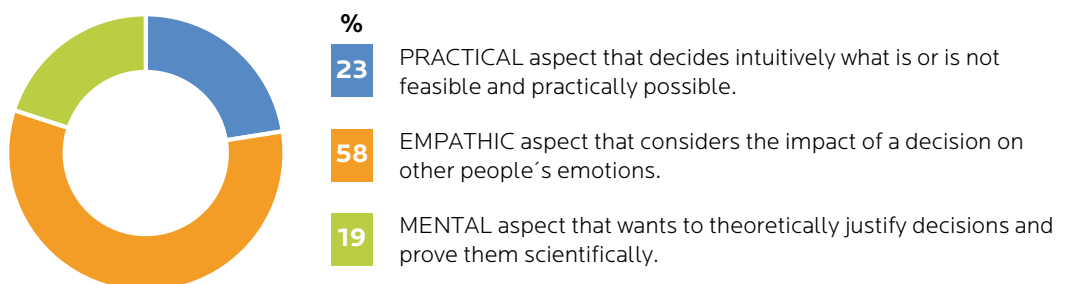 %
23
PRACTICAL aspect that decides intuitively what is or is not
feasible and practically possible.
58
EMPATHIC aspect that considers the impact of a decision on
other people´s emotions.
19
MENTAL aspect that wants to theoretically justify decisions and
prove them scientifically.